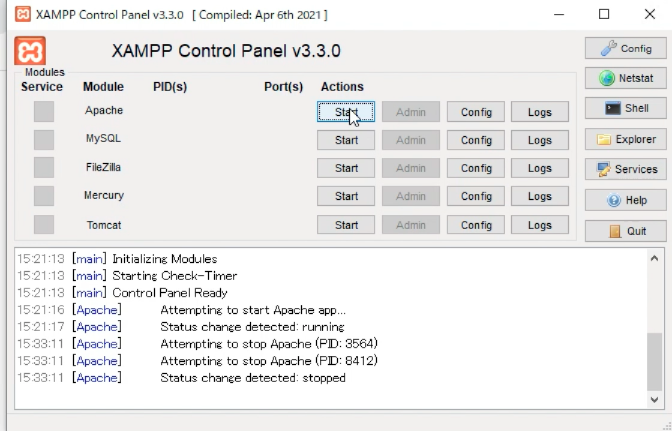 XAMPP Control Panel v3.3.0 [ Compiled: Apr 6th 2021 ]
XAMPP Control Panel v3.3.0
Config
Modules
Service Module PID(s) Port(s) Actions
Netstat
Apache Start Admin Config Logs
Shell
MySQL Start Admin Config Logs
Explorer
FileZilla Start Admin Config Logs
Services
Mercury Start Admin Config Logs
Help
Tomcat Start Admin Config Logs
Quit
15:21:13 [main] Initializing Modules
15:21:13 [main] Starting Check-Timer
15:21:13 [main] Control Panel Ready
15:21:16 [Apache] Attempting to start Apache app...
15:21:17 [Apache] Status change detected: running
15:33:11 [Apache] Attempting to stop Apache (PID: 3564)
15:33:11 [Apache] Attempting to stop Apache (PID: 8412)
15:33:11 [Apache] Status change detected: stopped